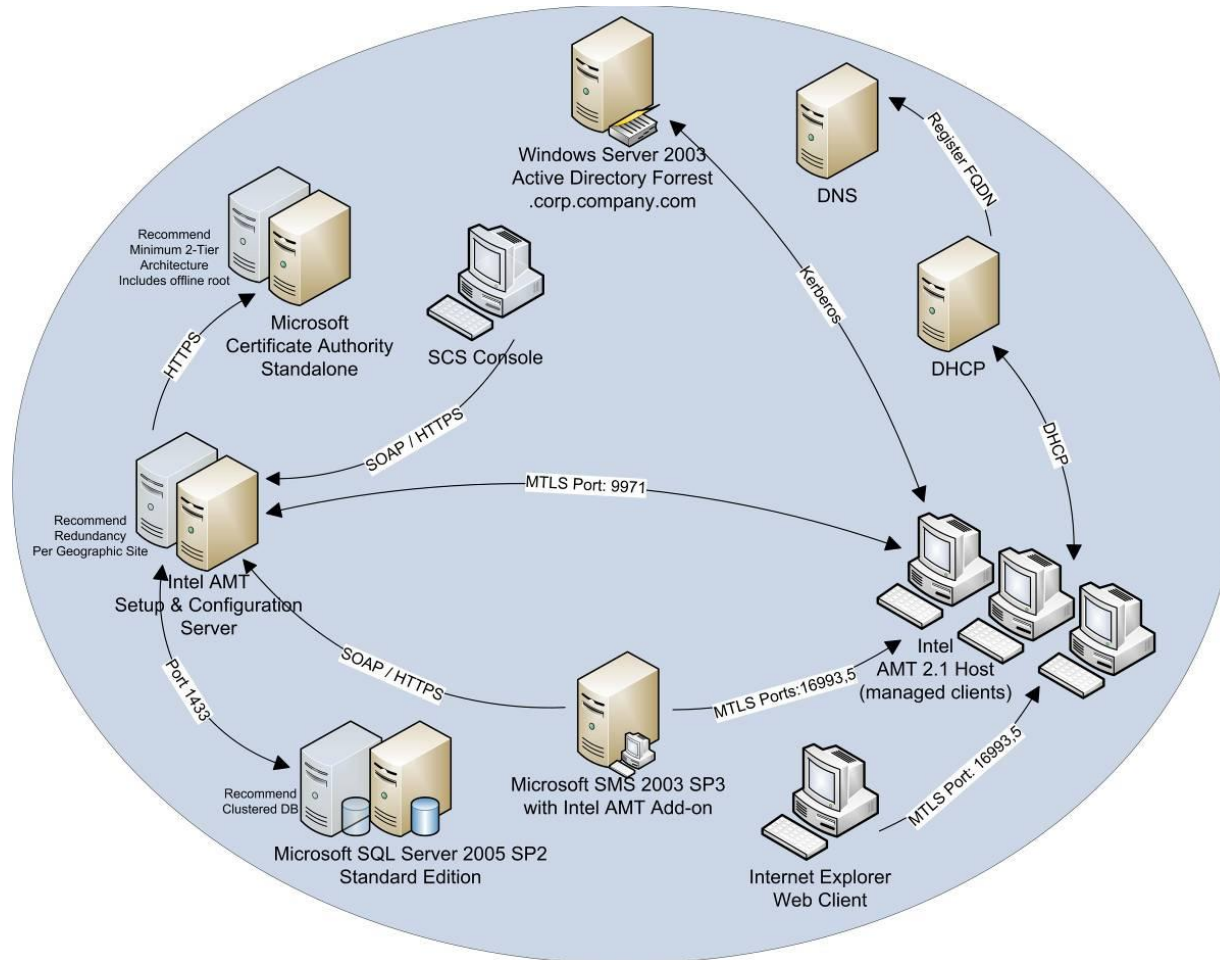 Windows Server 2003
Active Directory Forrest
.corp.company.com
DNS
Register FQDN
Recommend
Minimum 2-Tier
Architecture
Includes offline root
Microsoft
Certificate Authority
Standalone
SCS Console
Kerberos
DHCP
HTTPS
SOAP / HTTPS
DHCP
MTLS Port: 9971
Recommend
Redundancy
Per Geographic Site
Intel AMT
Setup & Configuration
Server
Intel
AMT 2.1 Host
(managed clients)
SOAP / HTTPS
MTLS Ports:16993,5
Port 1433
Recommend
Clustered DB
Microsoft SQL Server 2005 SP2
Standard Edition
Microsoft SMS 2003 SP3
with Intel AMT Add-on
MTLS Port: 16993,5
Internet Explorer
Web Client